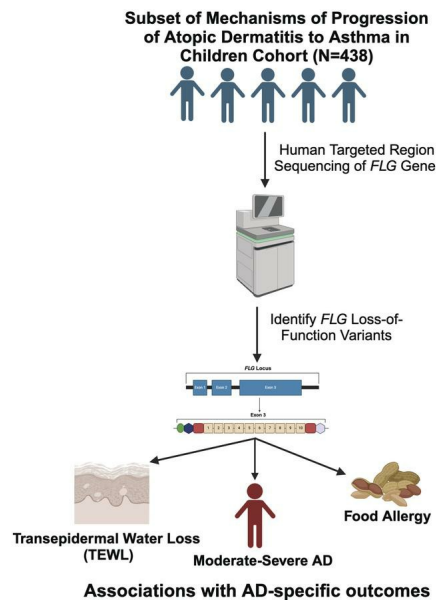 Subset of Mechanisms of Progression
of Atopic Dermatitis to Asthma in
Children Cohort (N=438)
Human Targeted Region
Sequencing of FLG Gene
Identify FLG Loss-of-
Function Variants
FLG Locus
Exon 1
Exon 2
Exon 3
1 2 3 4 5 6 7 8 9 10
Transepidermal Water Loss
(TEWL)
Moderate-Severe AD
Food Allergy
Associations with AD-specific outcomes